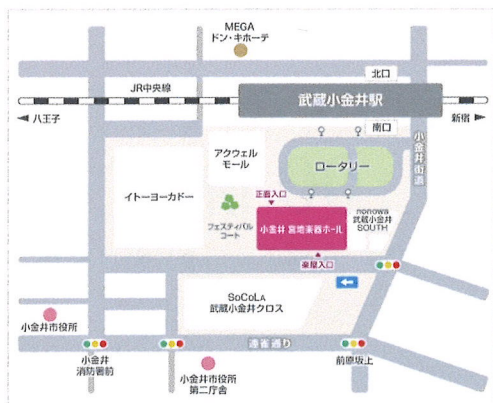 MEGA
ドン・キホーテ
北口
JR中央線
武蔵小金井駅
八王子
新宿
南口
小金井街道
アクウェル
モール
ロータリー
イトーヨーカドー
正面入口
フェスティバル
コート
小金井 宮地楽器ホール
nonowa
武蔵小金井
SOUTH
楽屋入口
SoCoLA
武蔵小金井クロス
小金井市役所
連雀通り
小金井
消防署前
前原坂上
小金井市役所
第二庁舎